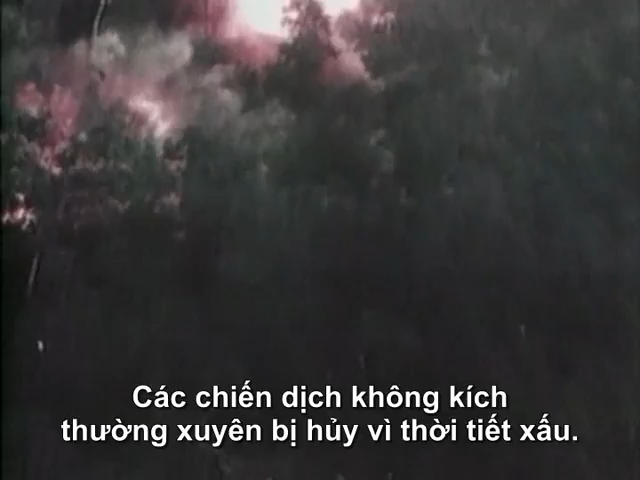 Các chiến dịch không kích
thường xuyên bị hủy vì thời tiết xấu.